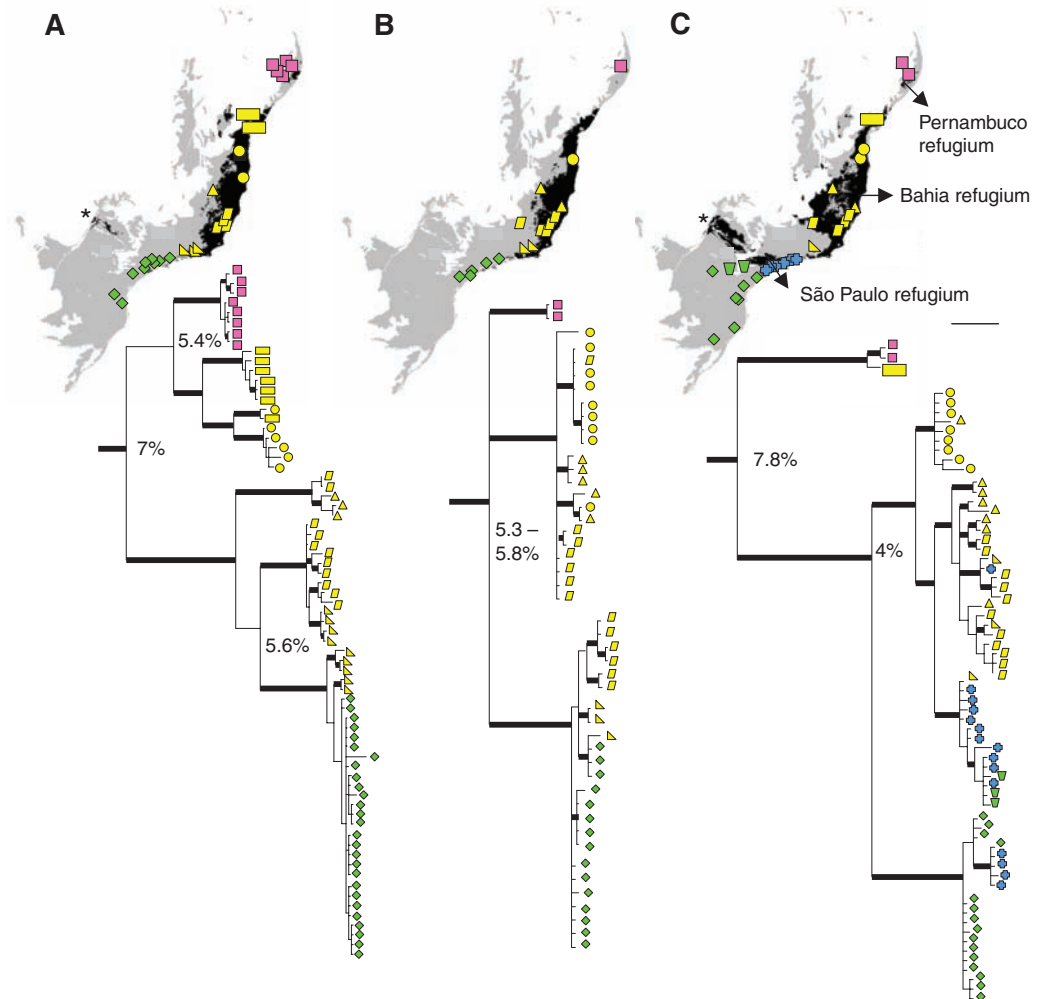 A
B
C
Pernambuco
refugium
Bahia refugium
*
*
São Paulo refugium
5.4%
7%
5.6%
5.3 –
5.8%
7.8%
4%